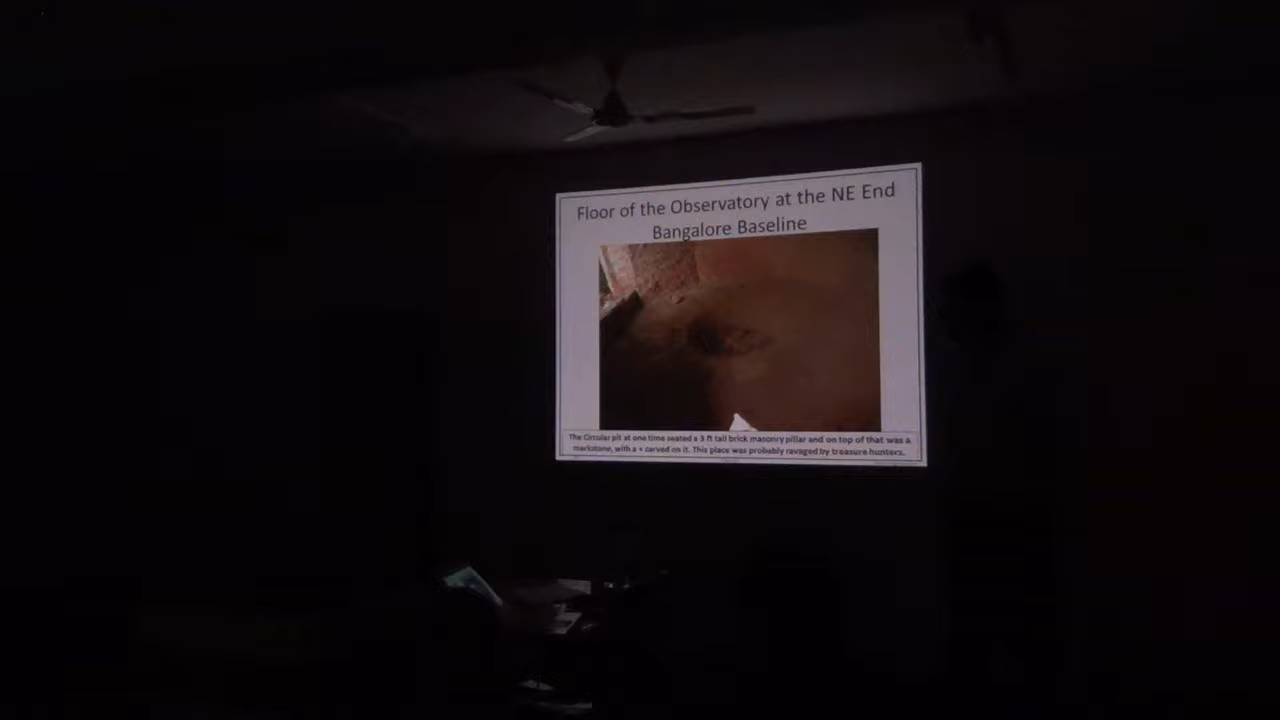 Floor of the Observatory at the NE End
Bangalore Baseline
The Circular pit at one time seated a 3 ft tall brick masonry pillar and on top of that was a
markstone, with a + carved on it. This place was probably ravaged by treasure hunters.